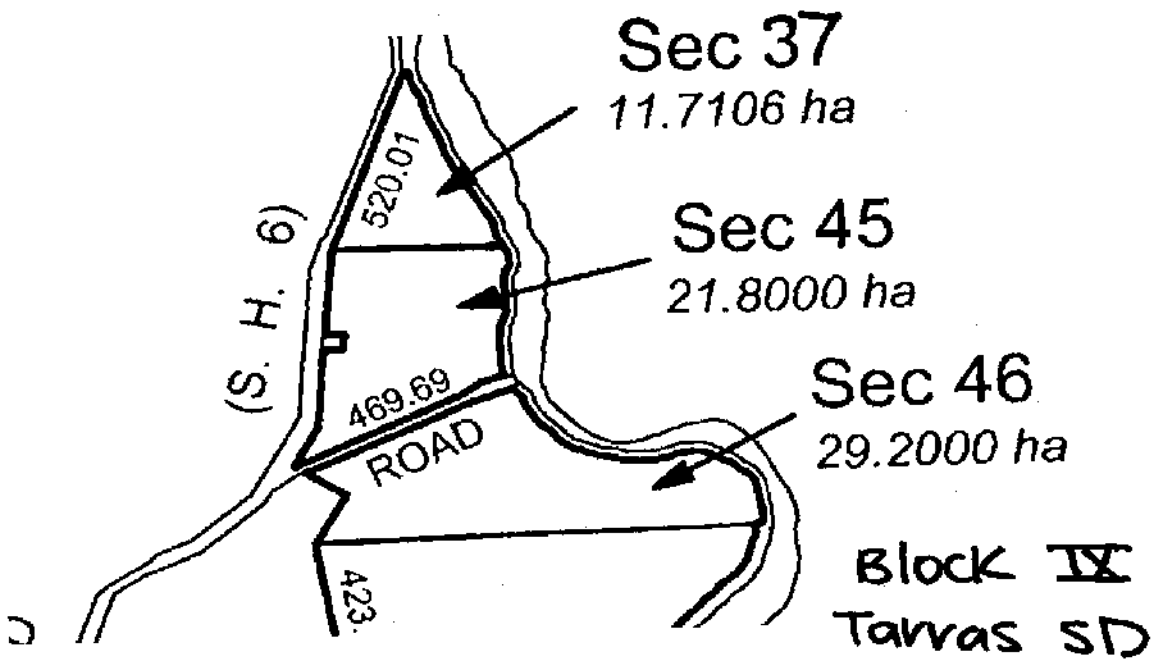 Sec 37
11.7106 ha
520.01
Sec 45
21.8000 ha
(S. H. 6)
469.69
ROAD
Sec 46
29.2000 ha
423.
Block IX
Tarras SD